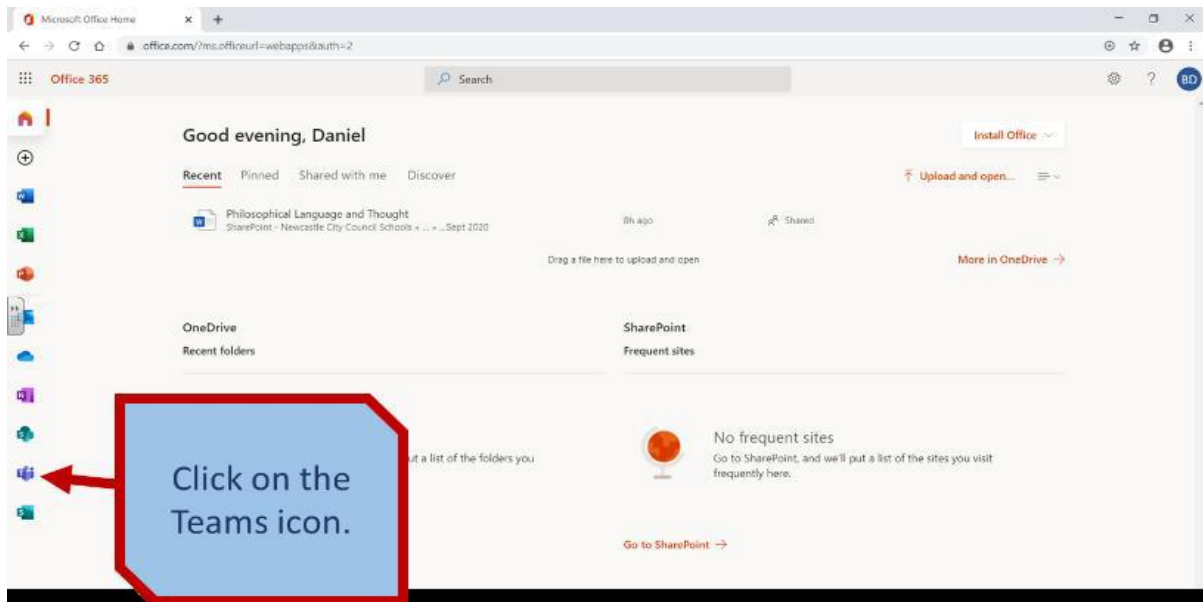 Microsoft Office Home
office.com/?ms.officeurl=webapps&auth=2
Office 365
Search
BD
Good evening, Daniel
Install Office
Recent Pinned Shared with me Discover
Upload and open...
Philosophical Language and Thought
SharePoint - Newcastle City Council Schools » ... » ...Sept 2020
8h ago
Shared
Drag a file here to upload and open
More in OneDrive →
OneDrive
Recent folders
SharePoint
Frequent sites
ut a list of the folders you
No frequent sites
Go to SharePoint, and we'll put a list of the sites you visit
frequently here.
Go to SharePoint →
Click on the
Teams icon.